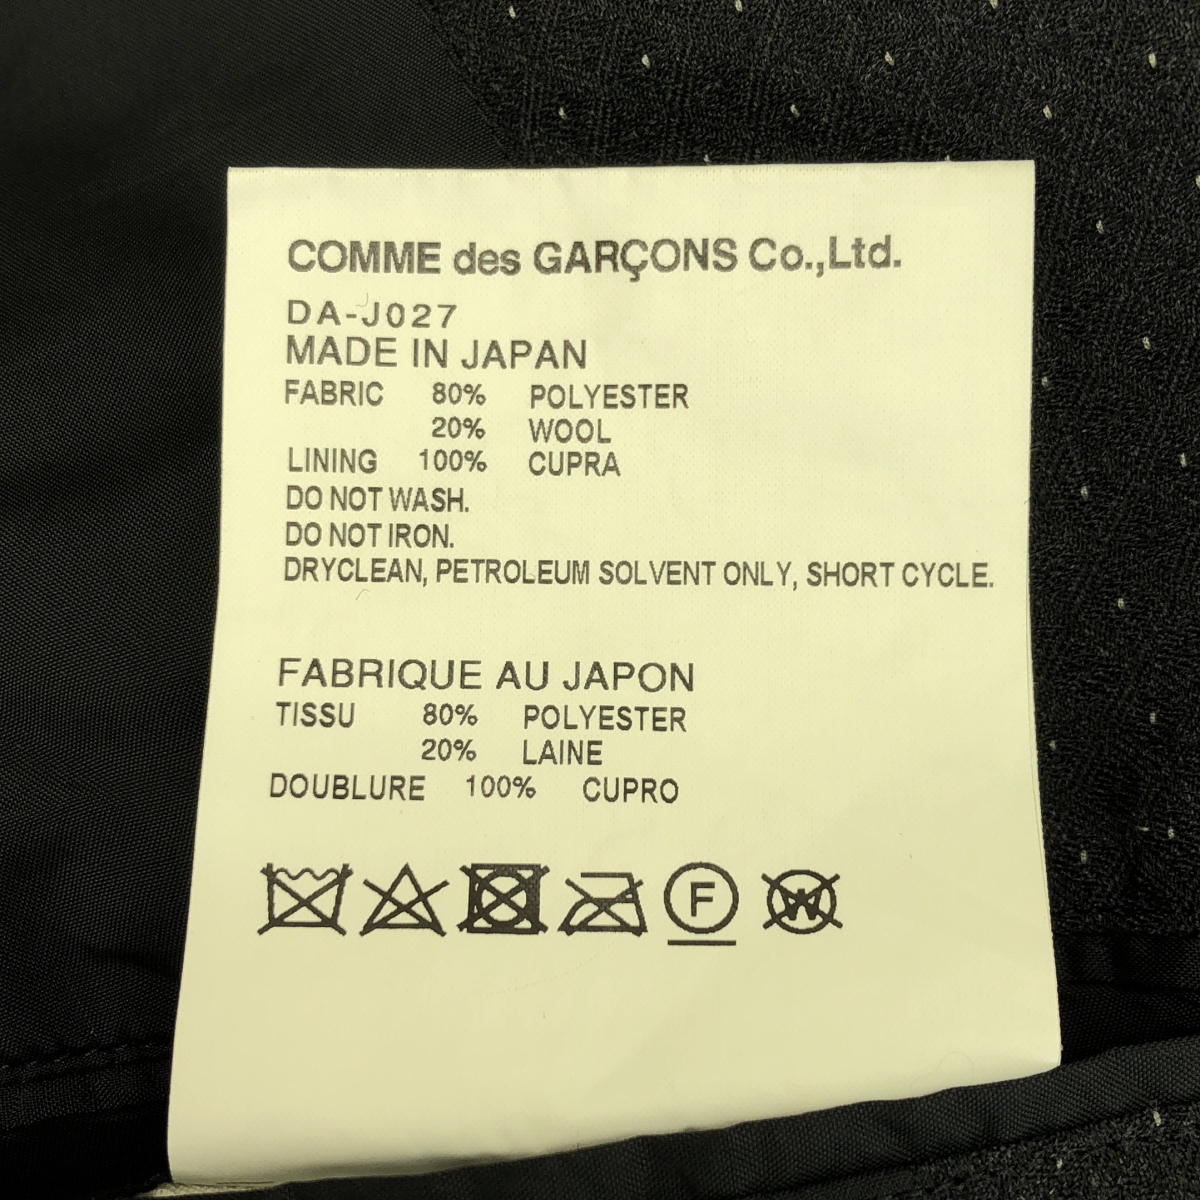 COMME des GARÇONS Co.,Ltd.
DA-J027
MADE IN JAPAN
FABRIC 80% POLYESTER
20% WOOL
LINING 100% CUPRA
DO NOT WASH.
DO NOT IRON.
DRYCLEAN, PETROLEUM SOLVENT ONLY, SHORT CYCLE.
FABRIQUE AU JAPON
TISSU 80% POLYESTER
20% LAINE
DOUBLURE 100% CUPRO
F W